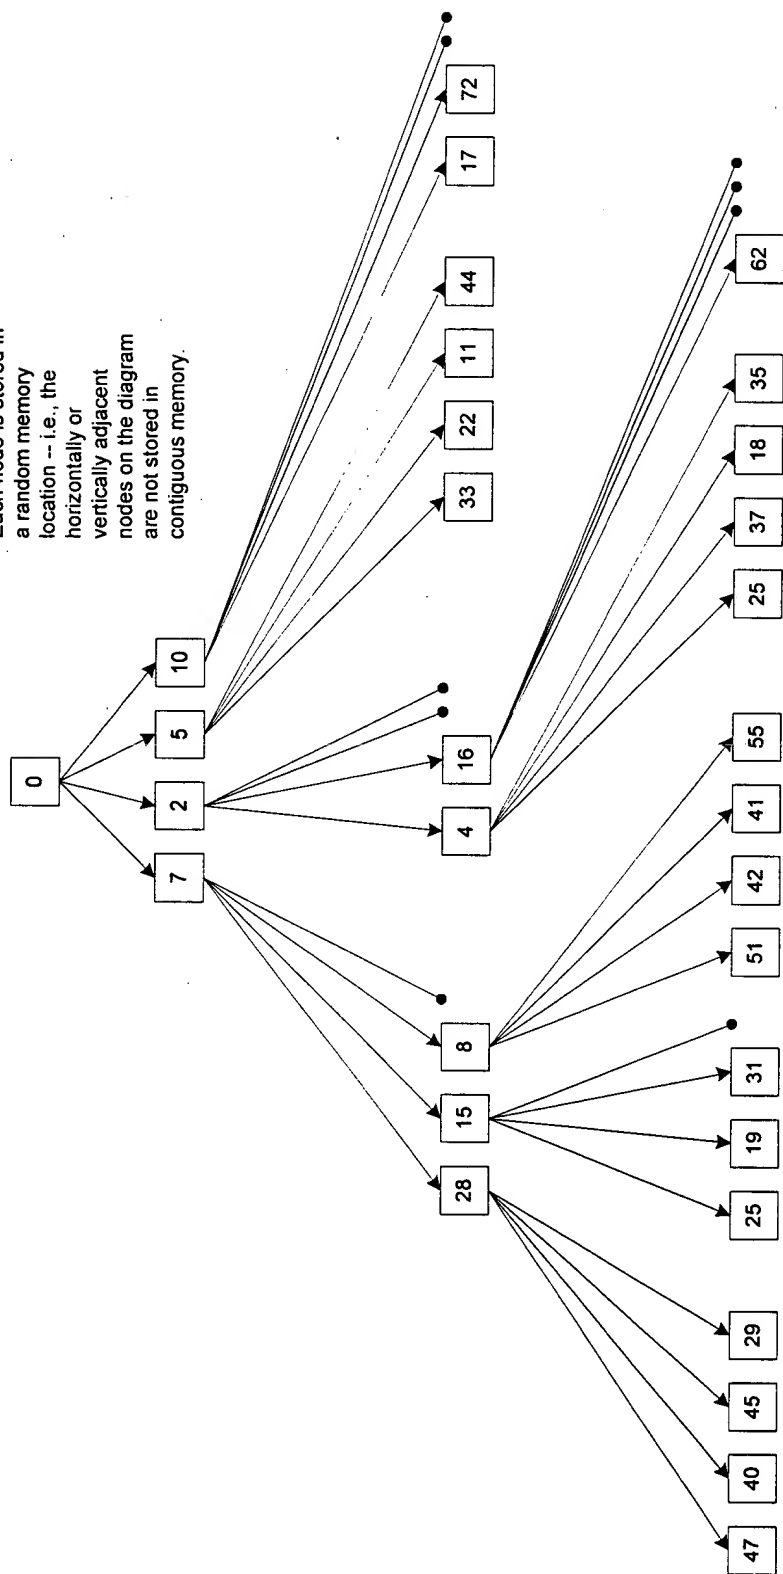 Each node is stored in
a random memory
location -- i.e., the
horizontally or
vertically adjacent
nodes on the diagram
are not stored in
contiguous memory.
0
7 2 5 10
28 15 8 4 16 33 22 11 44 17 72
47 40 45 29 25 19 31 51 42 41 55 25 37 18 35 62